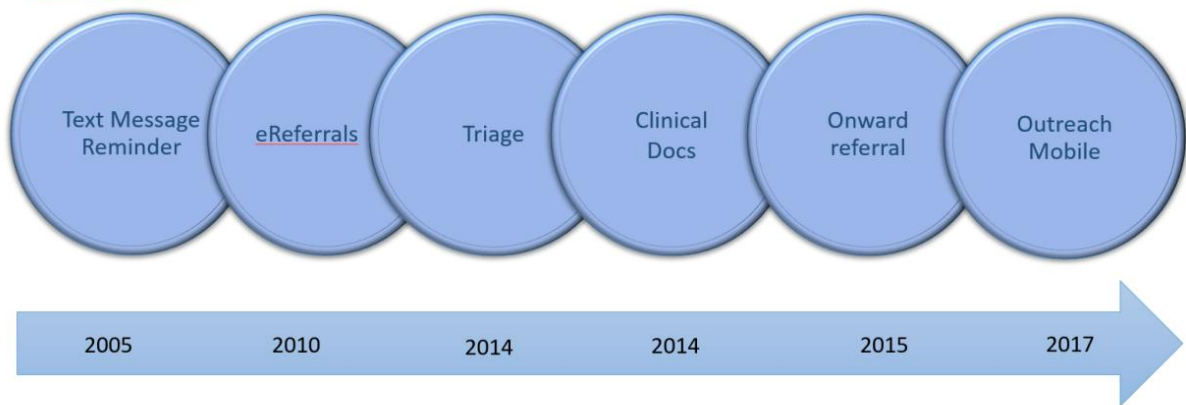 Text Message
Reminder
eReferrals
Triage
Clinical
Docs
Onward
referral
Outreach
Mobile
2005
2010
2014
2014
2015
2017